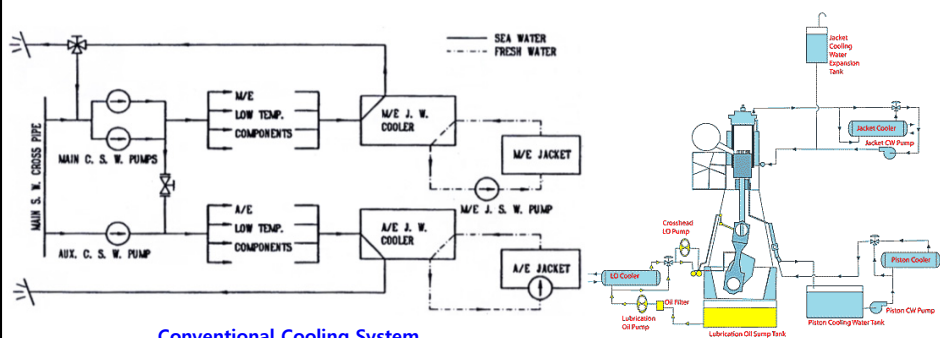 SEA WATER
FRESH WATER
MAIN S. W. CROSS PIPE
MAIN C. S. W. PUMPS
M/E
LOW TEMP.
COMPONENTS
M/E J. W.
COOLER
M/E JACKET
M/E J. S. W. PUMP
AUX. C. S. W. PUMP
A/E
LOW TEMP.
COMPONENTS
A/E J. W.
COOLER
A/E JACKET
Conventional Cooling System
Jacket
Cooling
Water
Expansion
Tank
Jacket Cooler
Jacket CW Pump
Crosshead
LO Pump
LO Cooler
Oil Filter
Lubrication
Oil Pump
Lubrication Oil Sump Tank
Piston Cooler
Piston CW Pump
Piston Cooling Water Tank